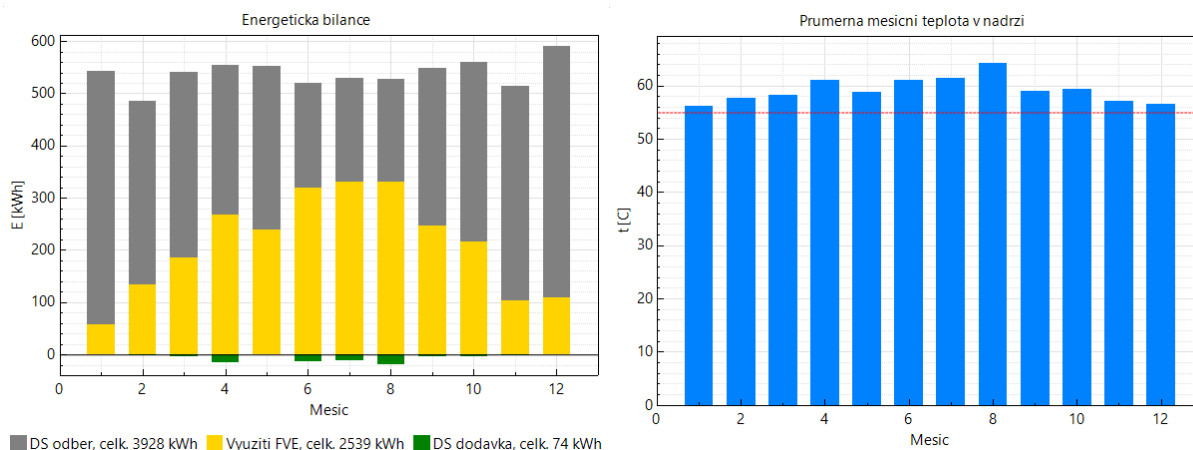 Energeticka bilance
600
500
400
300
200
100
0
E [kWh]
0 2 4 6 8 10 12
Mesic
DS odber, celk. 3928 kWh Vyuziti FVE, celk. 2539 kWh DS dodavka, celk. 74 kWh
Prumerna mesicni teplota v nadrzi
60
50
40
30
20
10
0
t [C]
0 2 4 6 8 10 12
Mesic